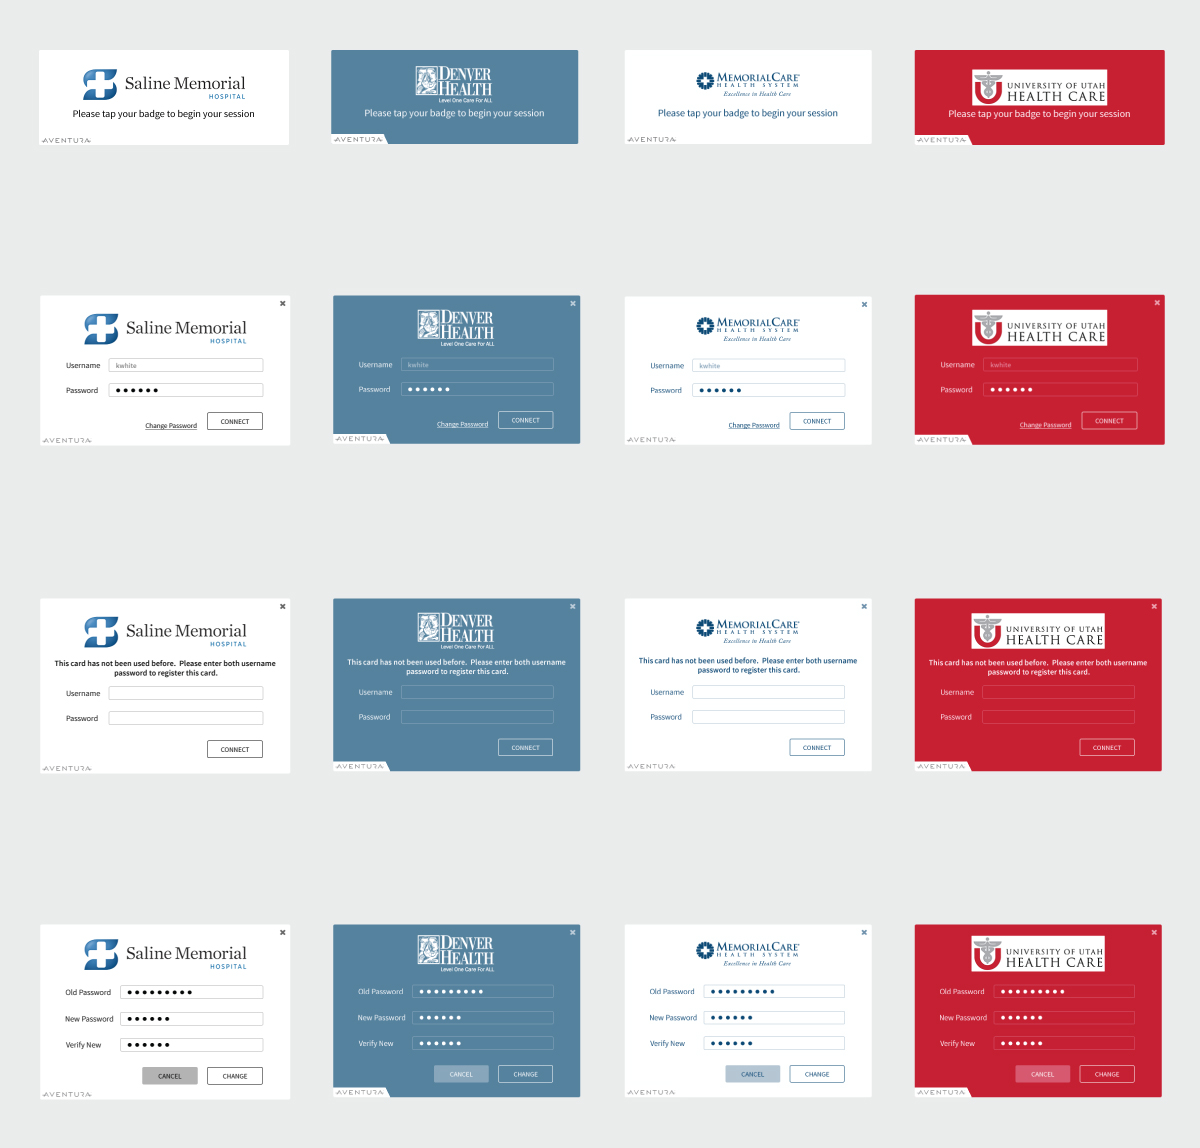 Saline Memorial
HOSPITAL
Please tap your badge to begin your session
AVENTURA
DENVER
HEALTH
Level One Care For ALL
Please tap your badge to begin your session
AVENTURA
MEMORIALCARE
HEALTH SYSTEM
Excellence in Health Care
Please tap your badge to begin your session
AVENTURA
UNIVERSITY OF UTAH
HEALTH CARE
Please tap your badge to begin your session
AVENTURA
Saline Memorial
HOSPITAL
Username kwhite
Password
Change Password CONNECT
AVENTURA
DENVER
HEALTH
Level One Care For ALL
Username kwhite
Password
Change Password CONNECT
AVENTURA
MEMORIALCARE
HEALTH SYSTEM
Excellence in Health Care
Username kwhite
Password
Change Password CONNECT
AVENTURA
UNIVERSITY OF UTAH
HEALTH CARE
Username kwhite
Password
Change Password CONNECT
AVENTURA
Saline Memorial
HOSPITAL
This card has not been used before. Please enter both username
password to register this card.
Username
Password
CONNECT
AVENTURA
DENVER
HEALTH
Level One Care For ALL
This card has not been used before. Please enter both username
password to register this card.
Username
Password
CONNECT
AVENTURA
MEMORIALCARE
HEALTH SYSTEM
Excellence in Health Care
This card has not been used before. Please enter both username
password to register this card.
Username
Password
CONNECT
AVENTURA
UNIVERSITY OF UTAH
HEALTH CARE
This card has not been used before. Please enter both username
password to register this card.
Username
Password
CONNECT
AVENTURA
Saline Memorial
HOSPITAL
Old Password
New Password
Verify New
CANCEL CHANGE
AVENTURA
DENVER
HEALTH
Level One Care For ALL
Old Password
New Password
Verify New
CANCEL CHANGE
AVENTURA
MEMORIALCARE
HEALTH SYSTEM
Excellence in Health Care
Old Password
New Password
Verify New
CANCEL CHANGE
AVENTURA
UNIVERSITY OF UTAH
HEALTH CARE
Old Password
New Password
Verify New
CANCEL CHANGE
AVENTURA